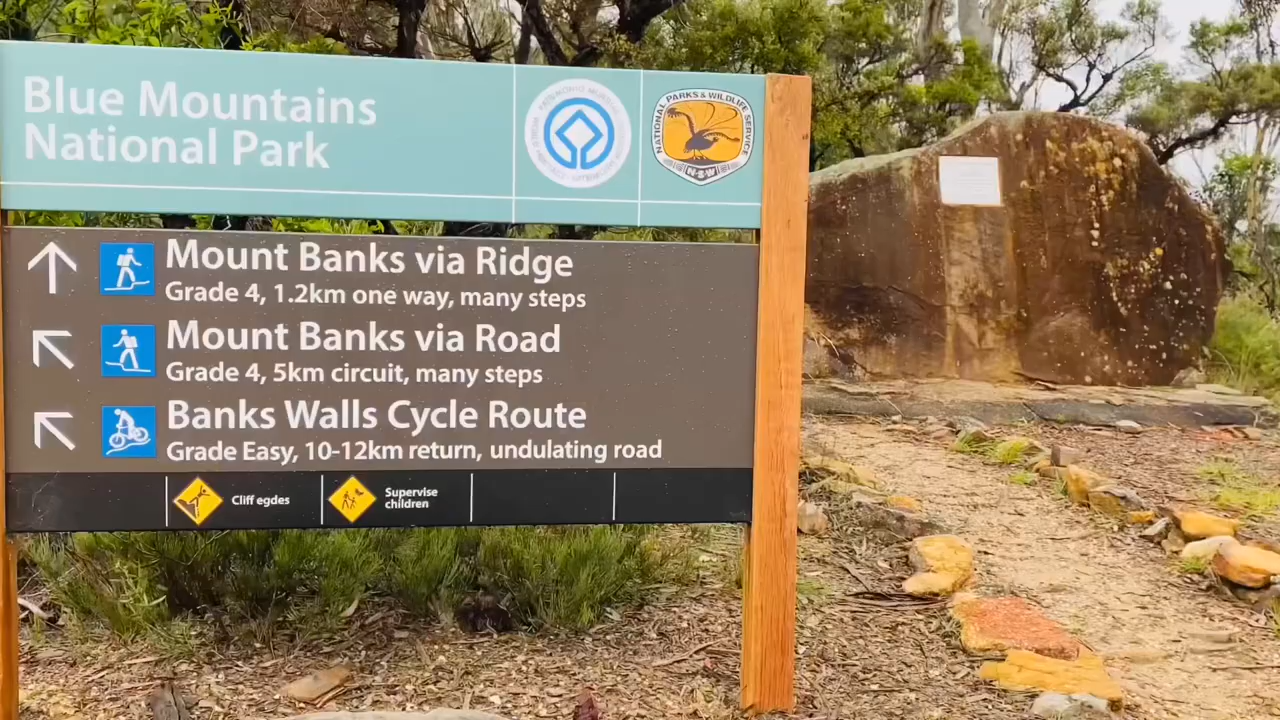 Blue Mountains
National Park
NATIONAL PARKS & WILDLIFE SERVICE
N·S·W
Mount Banks via Ridge
Grade 4, 1.2km one way, many steps
Mount Banks via Road
Grade 4, 5km circuit, many steps
Banks Walls Cycle Route
Grade Easy, 10-12km return, undulating road
Cliff egdes
Supervise
children